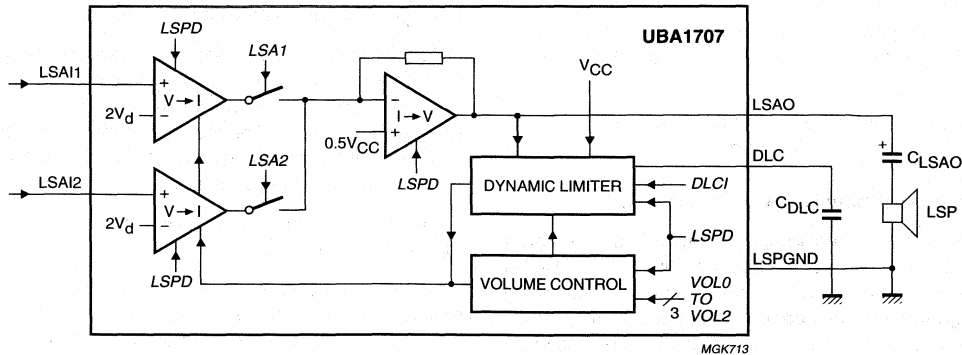 UBA1707
LSPD
LSA1
LSAI1
+
V → I
2Vd
−
−
I → V
0.5VCC
+
LSPD
VCC
LSAO
LSA2
LSAI2
+
V → I
2Vd
−
LSPD
DYNAMIC LIMITER
DLC
DLCI
+
CLSAO
CDLC
LSP
LSPD
LSPGND
VOLUME CONTROL
VOL0
TO
3 VOL2
MGK713